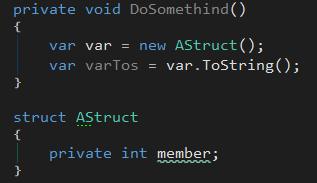 private void DoSomethind()
{
var var = new AStruct();
var varTos = var.ToString();
}
struct AStruct
{
private int member;
}